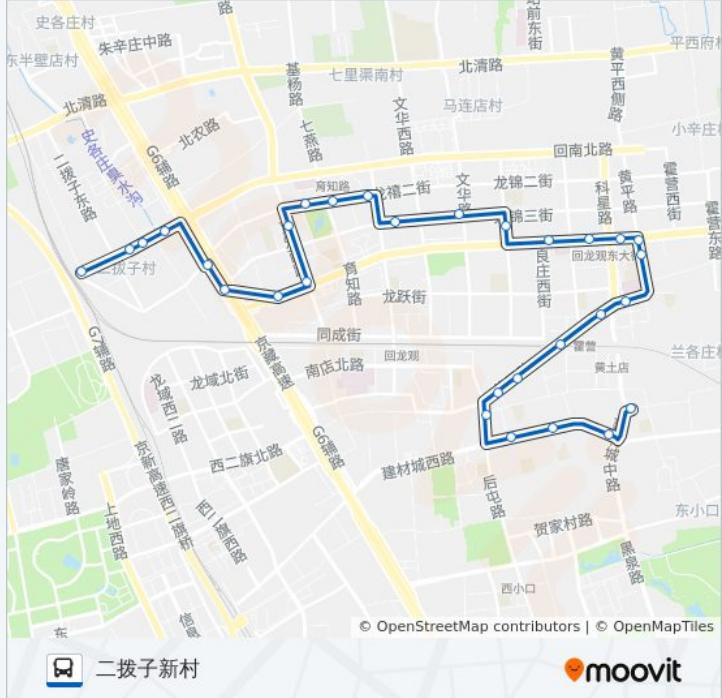 史各庄村
朱辛庄中路
路
站前东街
平西府村
东半壁店村
基杨路
七里渠南村
北清路
黄平西侧路
北清路
文华西路
马连店村
史各庄臭水沟
北农路
七燕路
小辛庄村
G6辅路
二拨子东路
回南北路
育知路
龙禧二街
文华路
龙锦二街
科星路
黄平路
霍营西街
锦三街
霍营东路
二拨子村
良庄西街
回龙观东大街
育知路
龙跃街
G7辅路
京藏高速
同成街
霍营
兰各庄村
回龙观
南店北路
黄土店
龙域北街
龙域西二路
G6辅路
西二旗北路
建材城西路
城中路
京新高速西二旗桥
唐家岭路
后屯路
上地西路
西二旗西路
贺家村路
东小口
黑泉路
西小口
信息
东
© OpenStreetMap contributors | © OpenMapTiles
二拨子新村
moovit